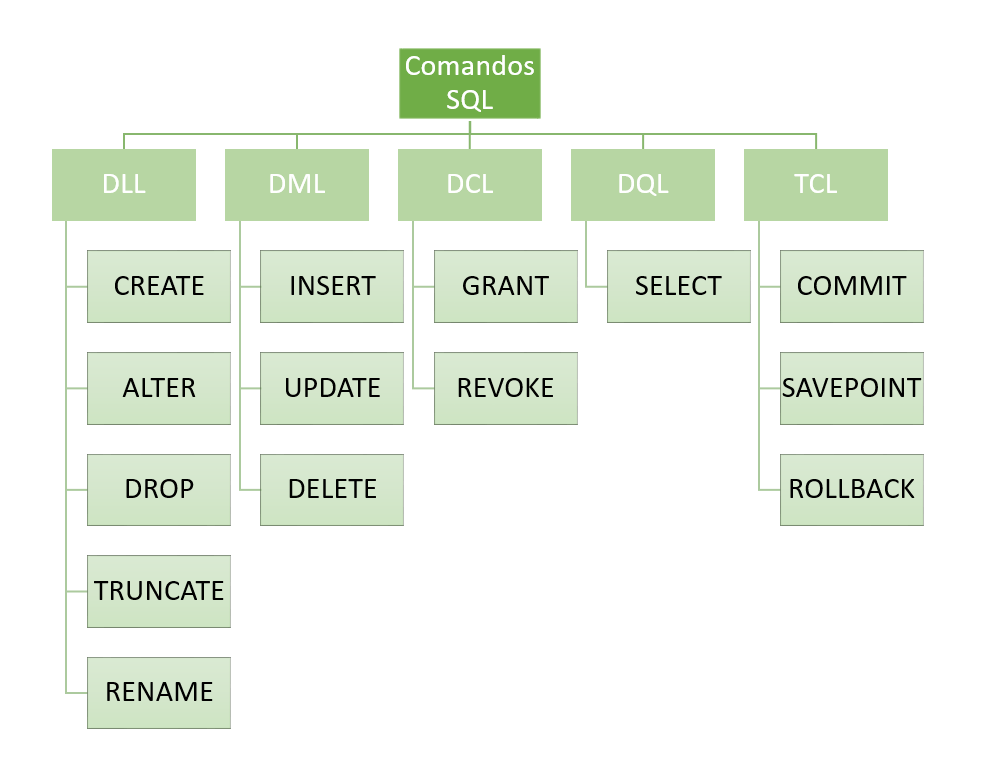 Comandos
SQL
DLL
DML
DCL
DQL
TCL
CREATE
INSERT
GRANT
SELECT
COMMIT
ALTER
UPDATE
REVOKE
SAVEPOINT
DROP
DELETE
ROLLBACK
TRUNCATE
RENAME